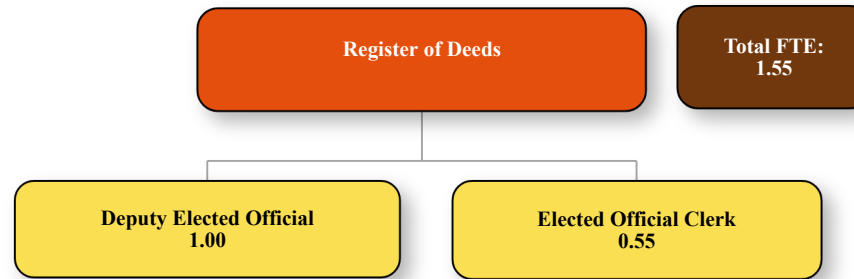 Register of Deeds
Total FTE:
1.55
Deputy Elected Official
1.00
Elected Official Clerk
0.55